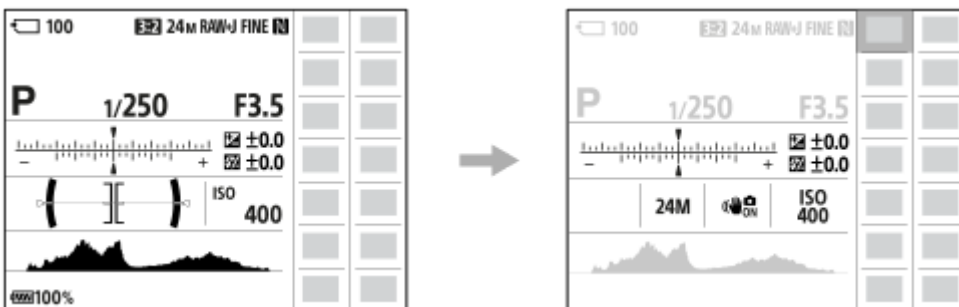 100 3:2 24M RAW+J FINE N
P 1/250 F3.5
±0.0
- + ±0.0
ISO
400
100%
100 3:2 24M RAW+J FINE N
P 1/250 F3.5
±0.0
- + ±0.0
24M ON ISO
400